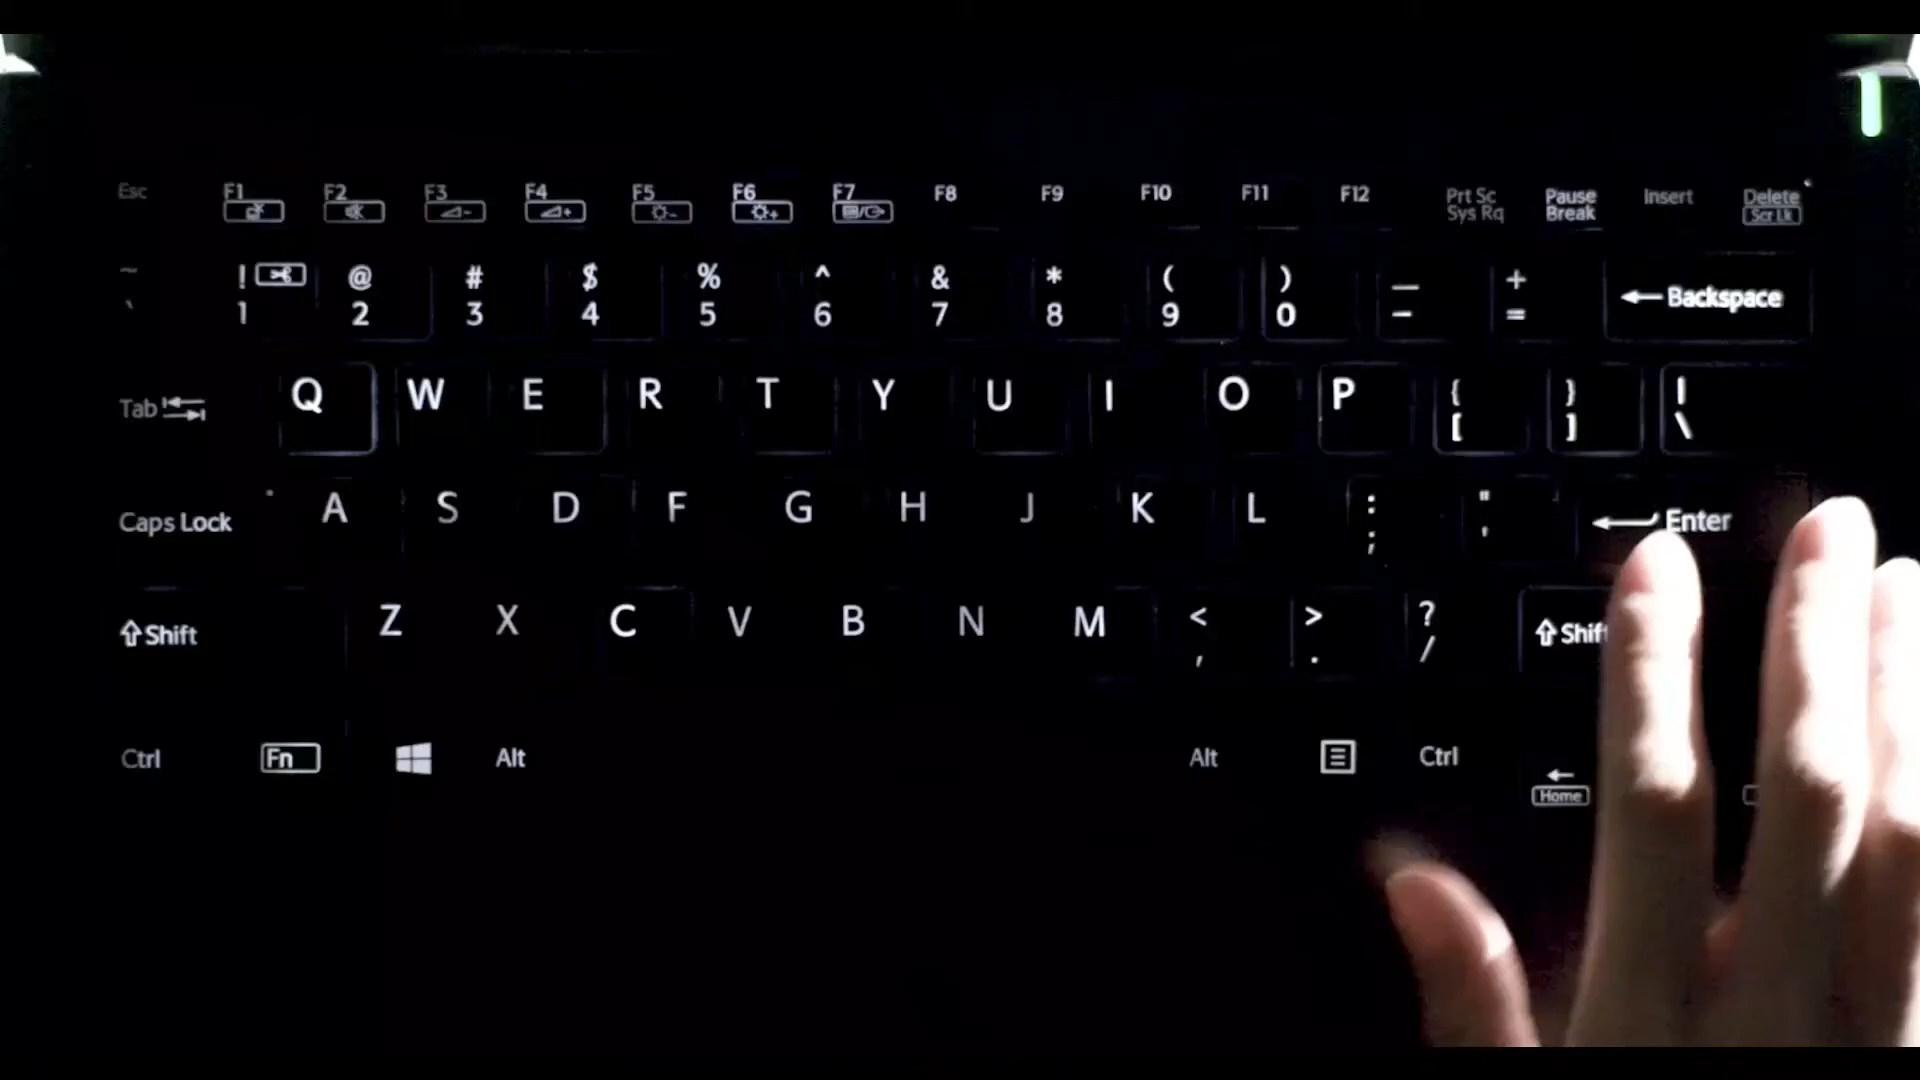 Esc F1 F2 F3 F4 F5 F6 F7 F8 F9 F10 F11 F12 Prt Sc Pause Insert Delete
Sys Rq Break Scr Lk
~ ! @ # $ % ^ & * ( ) — + ← Backspace
` 1 2 3 4 5 6 7 8 9 0 - =
Tab Q W E R T Y U I O P { } |
[ ] \
Caps Lock A S D F G H J K L : " ← Enter
; '
⇧ Shift Z X C V B N M < > ? ⇧ Shift
, . /
Ctrl Fn Alt Alt Ctrl ←
Home